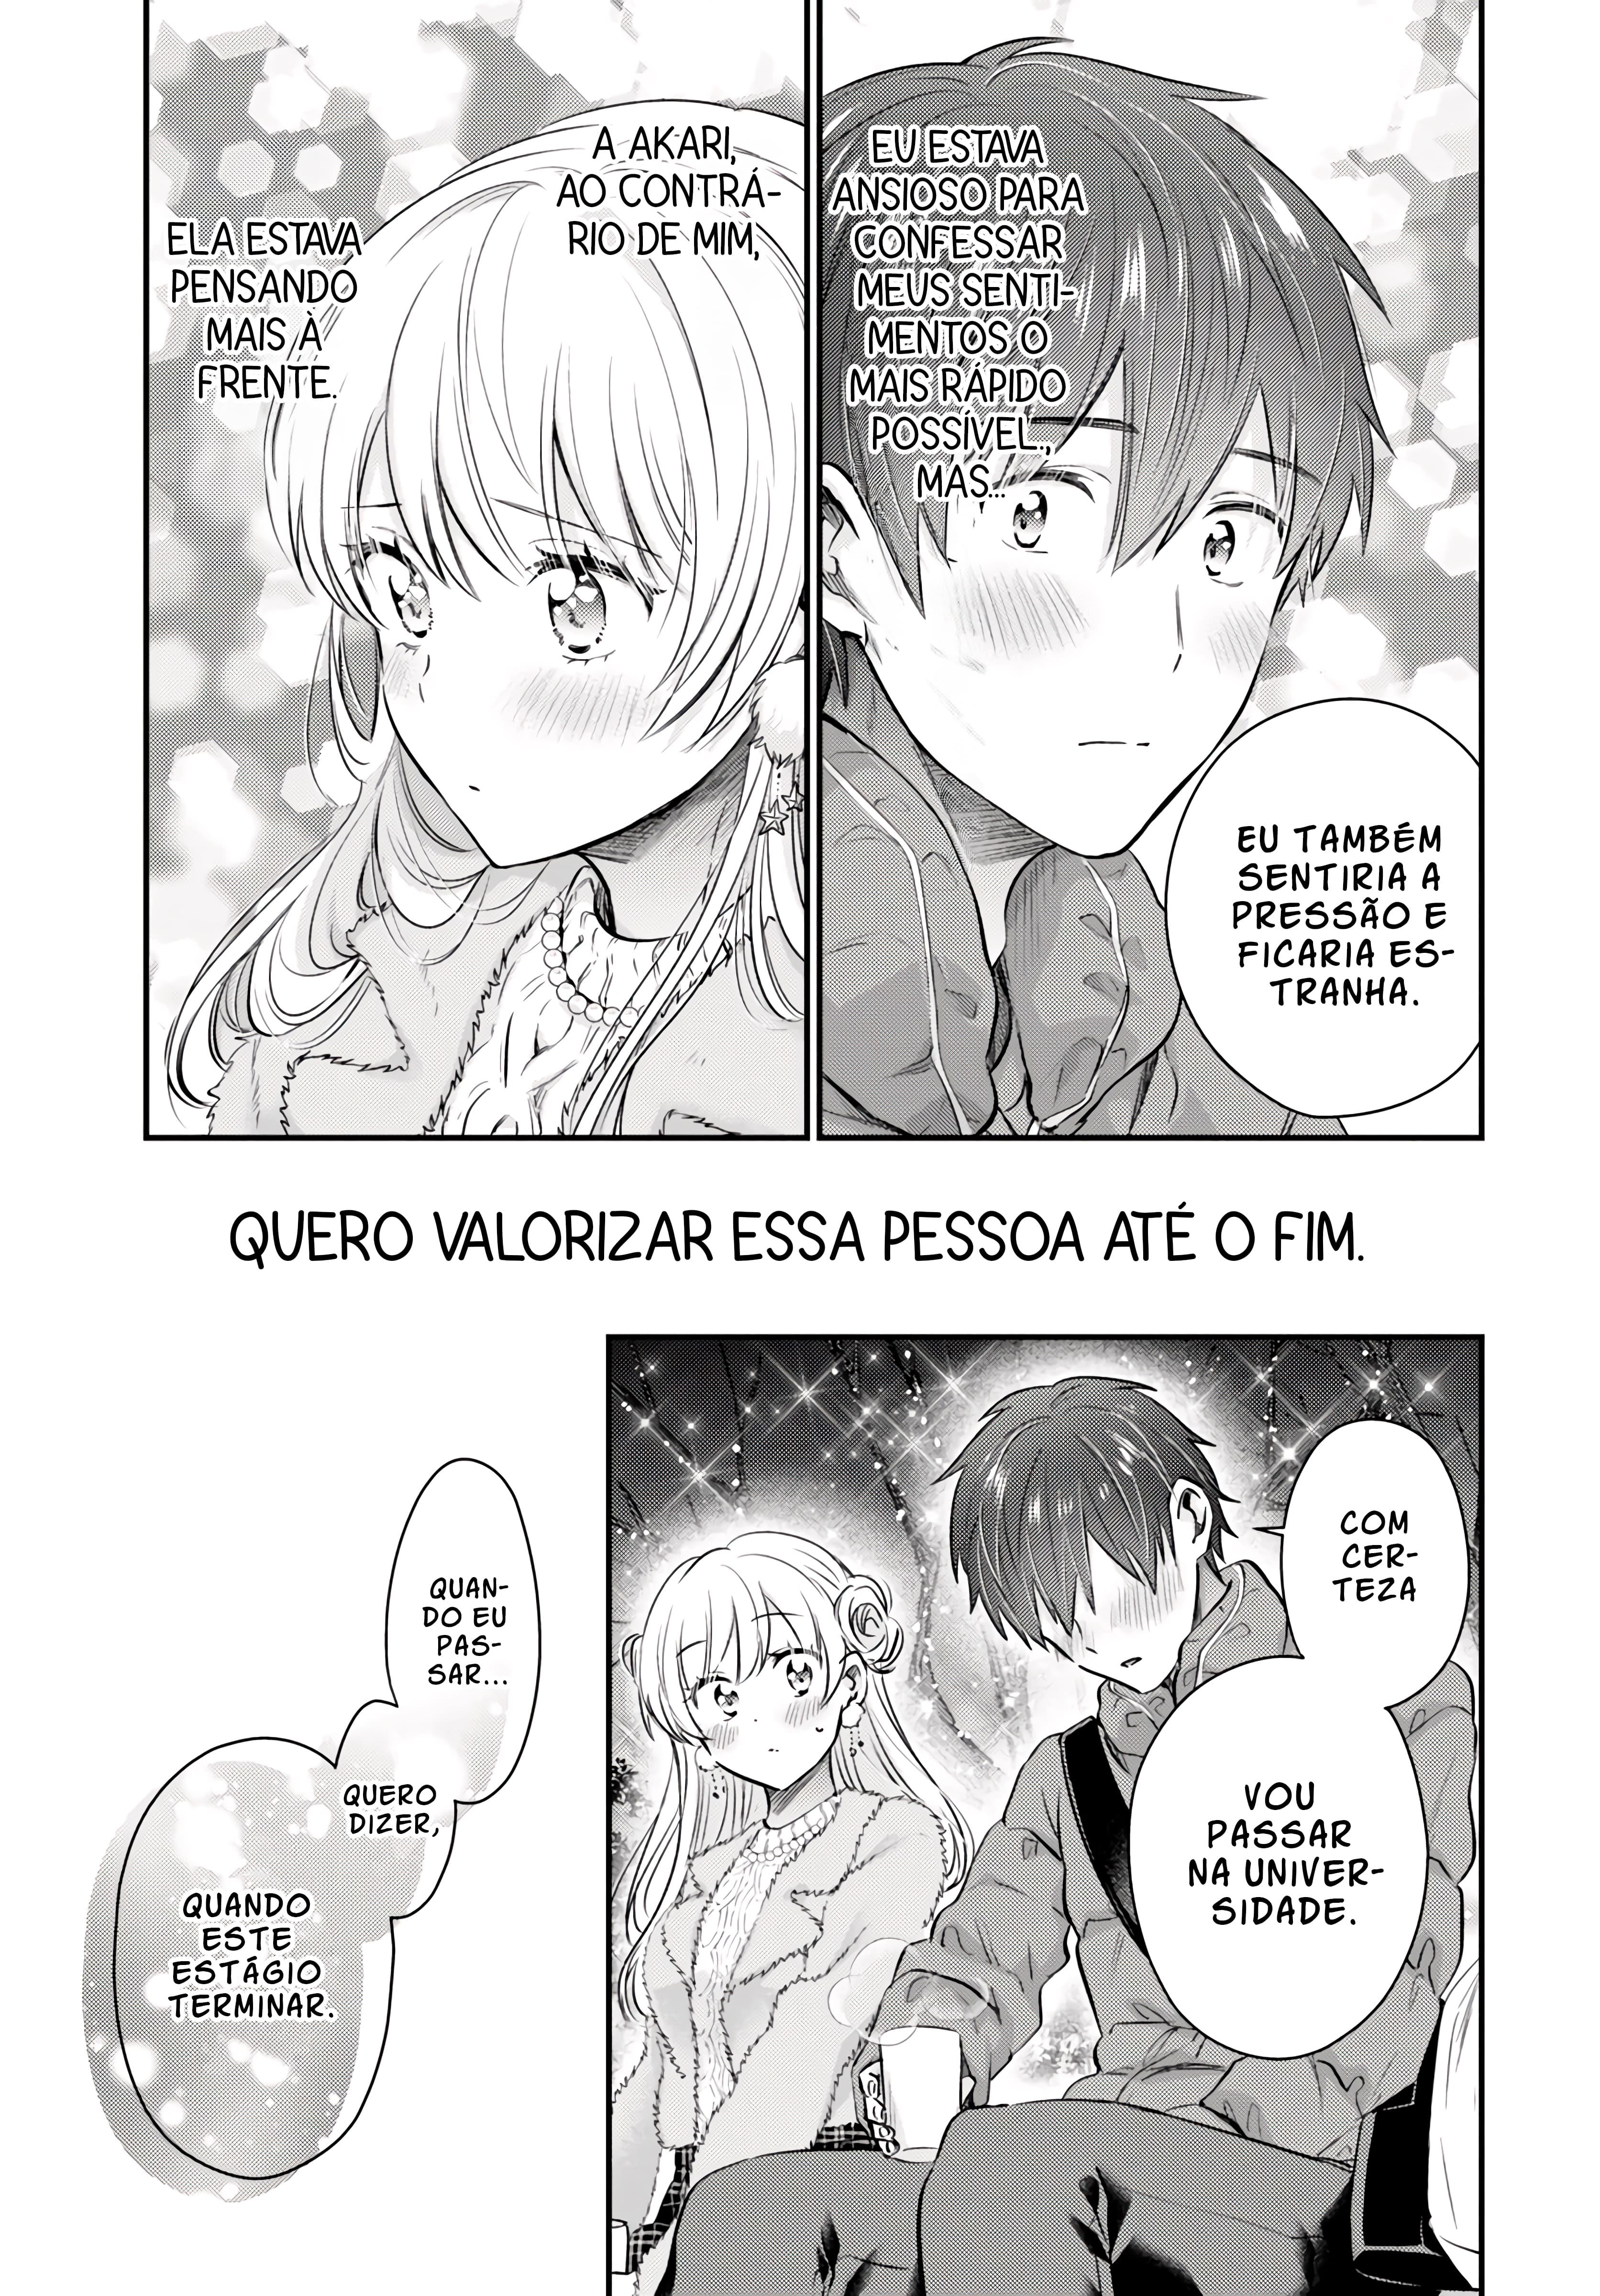 EU TAMBÉM
SENTIRIA A
PRESSÃO E
FICARIA ES-
TRANHA.
EU ESTAVA
ANSIOSO PARA
CONFESSAR
MEUS SENTI-
MENTOS O
MAIS RÁPIDO
POSSÍVEL.,
MAS...
A AKARI,
AO CONTRÁ-
RIO DE MIM,
ELA ESTAVA
PENSANDO
MAIS À
FRENTE.
QUERO VALORIZAR ESSA PESSOA ATÉ O FIM.
COM
CER-
TEZA
VOU
PASSAR
NA UNIVER-
SIDADE.
QUAN-
DO EU
PAS-
SAR...
QUERO
DIZER,
QUANDO
ESTE
ESTÁGIO
TERMINAR.